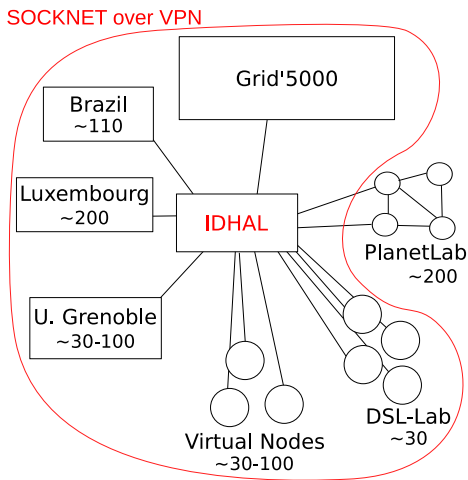 SOCKNET over VPN
Grid'5000
Brazil
~110
Luxembourg
~200
IDHAL
PlanetLab
~200
U. Grenoble
~30-100
DSL-Lab
~30
Virtual Nodes
~30-100